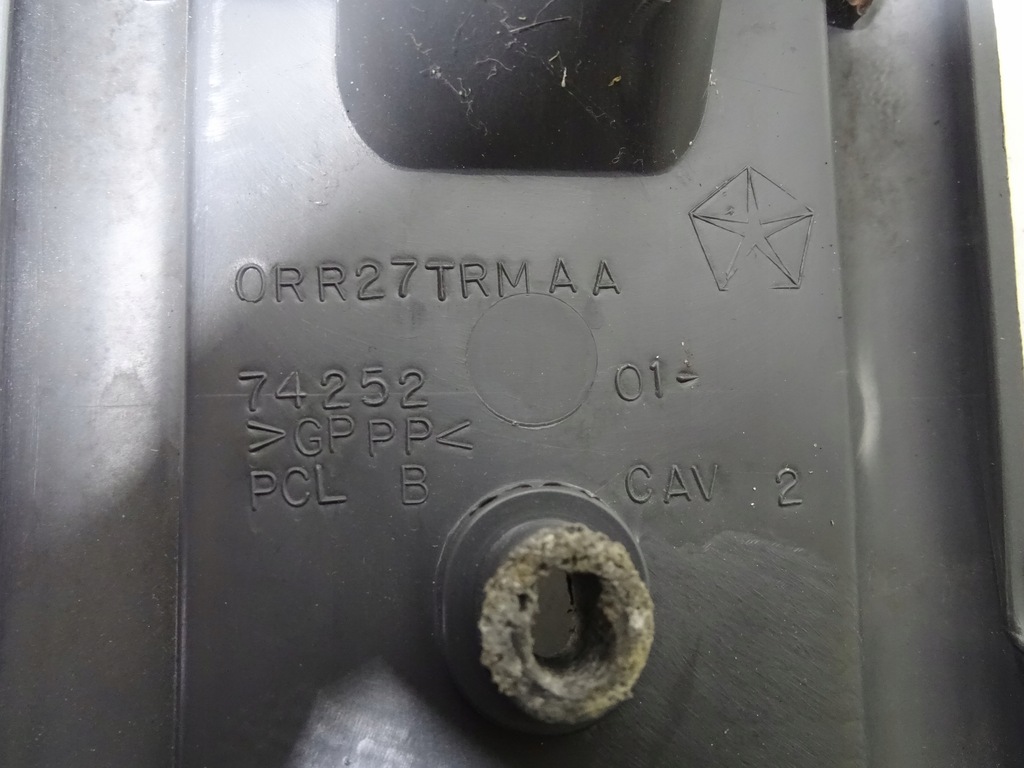 0RR27TRMAA
74252 01
>GPPP<
PCL B CAV 2